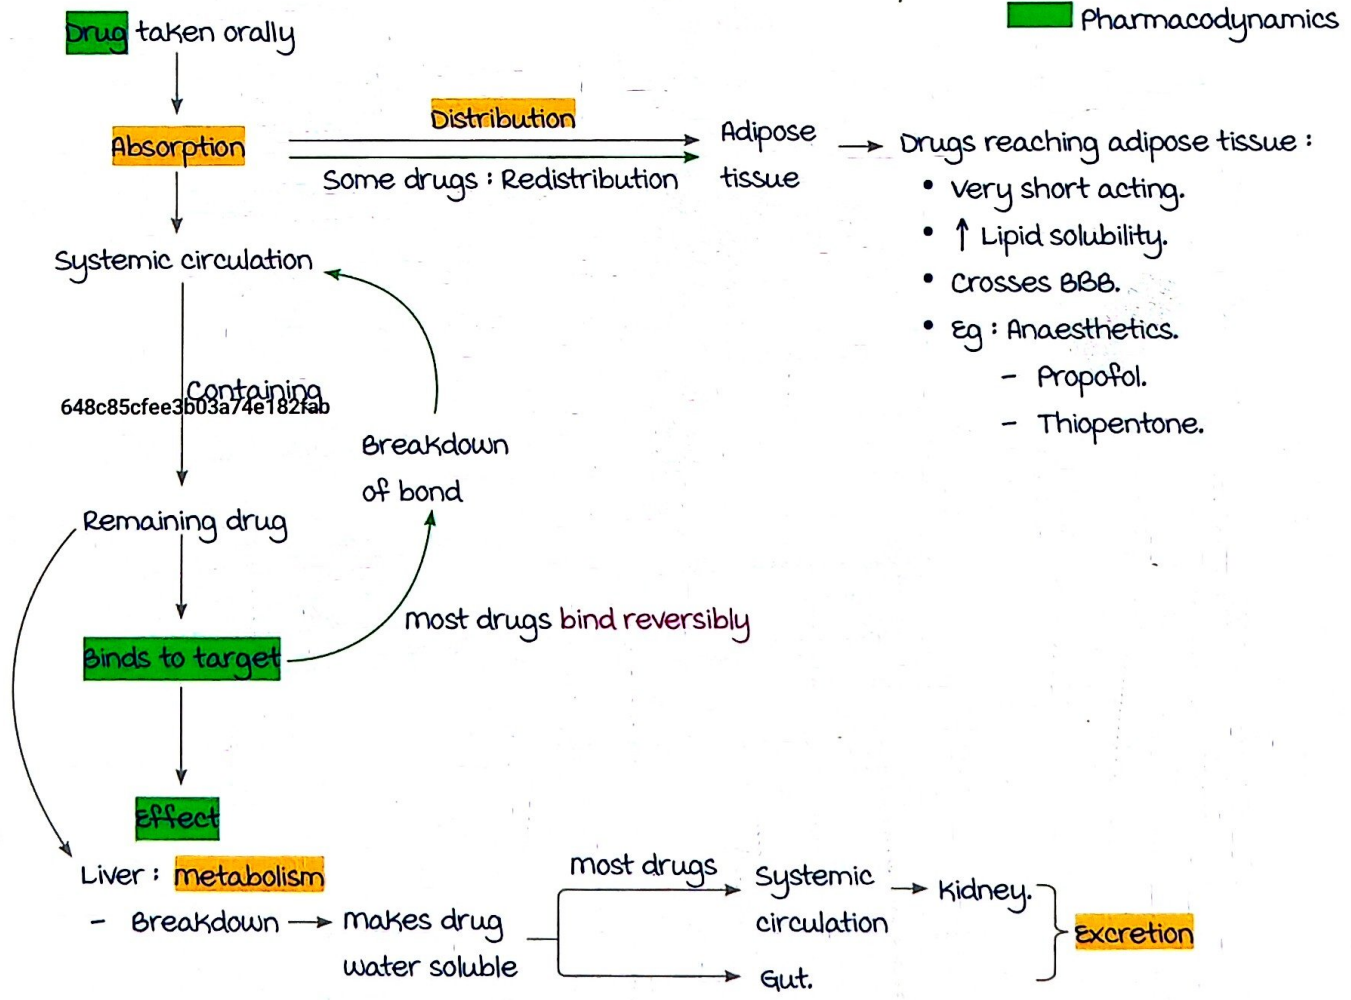 Drug taken orally
Pharmacodynamics
Absorption
Distribution
Some drugs : Redistribution
Adipose
tissue
Drugs reaching adipose tissue :
• Very short acting.
• ↑ Lipid solubility.
• Crosses BBB.
• Eg : Anaesthetics.
- Propofol.
- Thiopentone.
Systemic circulation
Containing
648c85cfee3b03a74e182fab
Breakdown
of bond
Remaining drug
most drugs bind reversibly
Binds to target
Effect
Liver : metabolism
- Breakdown → makes drug
water soluble
most drugs
Systemic
circulation
Kidney.
Gut.
Excretion